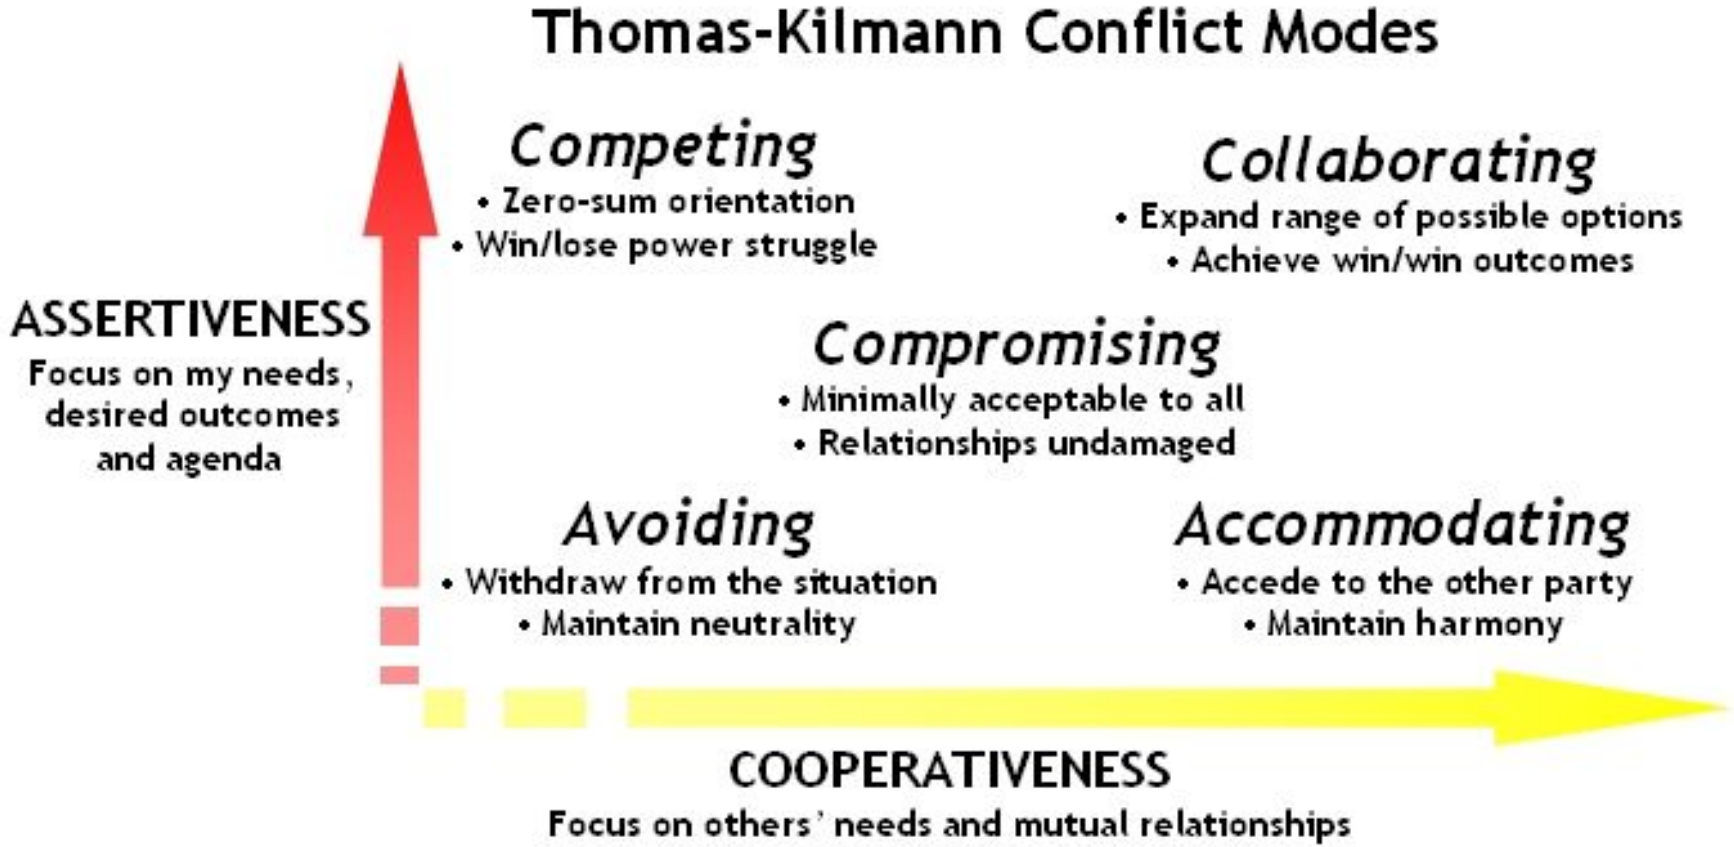 Thomas-Kilmann Conflict Modes
Competing
• Zero-sum orientation
• Win/lose power struggle
Collaborating
• Expand range of possible options
• Achieve win/win outcomes
ASSERTIVENESS
Focus on my needs,
desired outcomes
and agenda
Compromising
• Minimally acceptable to all
• Relationships undamaged
Avoiding
• Withdraw from the situation
• Maintain neutrality
Accommodating
• Accede to the other party
• Maintain harmony
COOPERATIVENESS
Focus on others' needs and mutual relationships